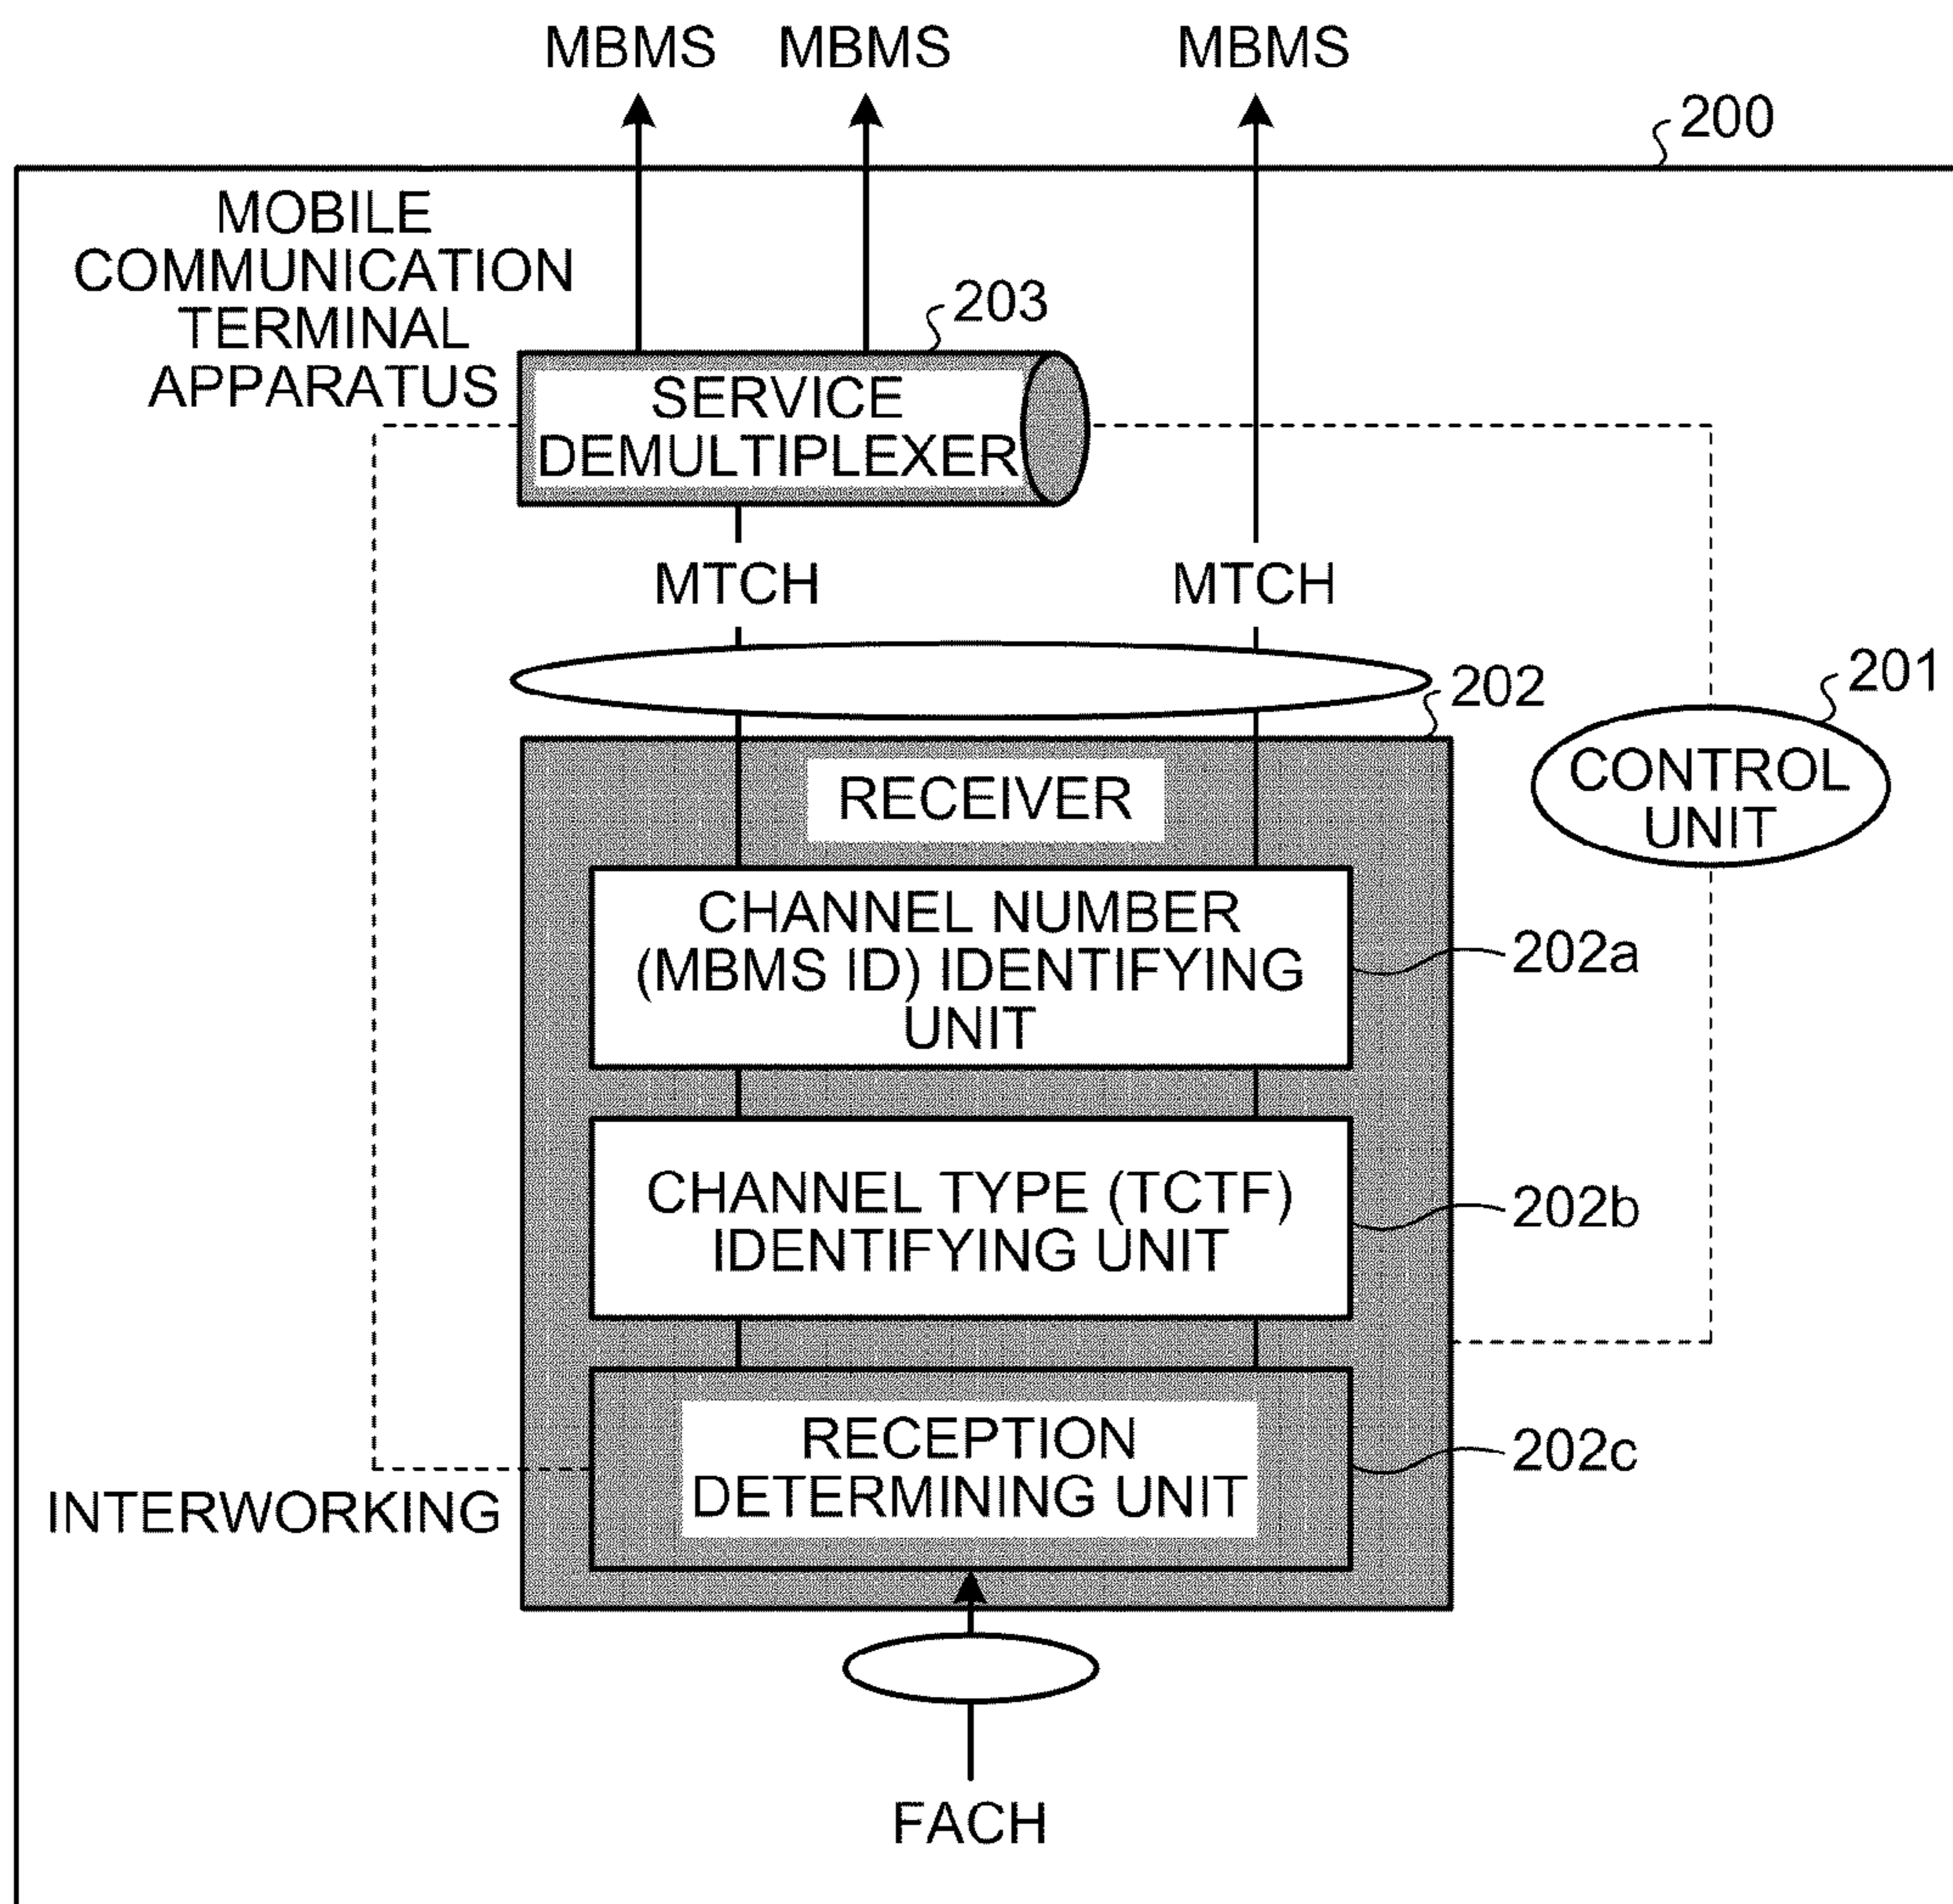 MBMS MBMS MBMS
200
MOBILE
COMMUNICATION
TERMINAL
APPARATUS
203
SERVICE
DEMULTIPLEXER
MTCH MTCH
202
201
CONTROL
UNIT
RECEIVER
CHANNEL NUMBER
(MBMS ID) IDENTIFYING
UNIT
202a
CHANNEL TYPE (TCTF)
IDENTIFYING UNIT
202b
RECEPTION
DETERMINING UNIT
202c
INTERWORKING
FACH